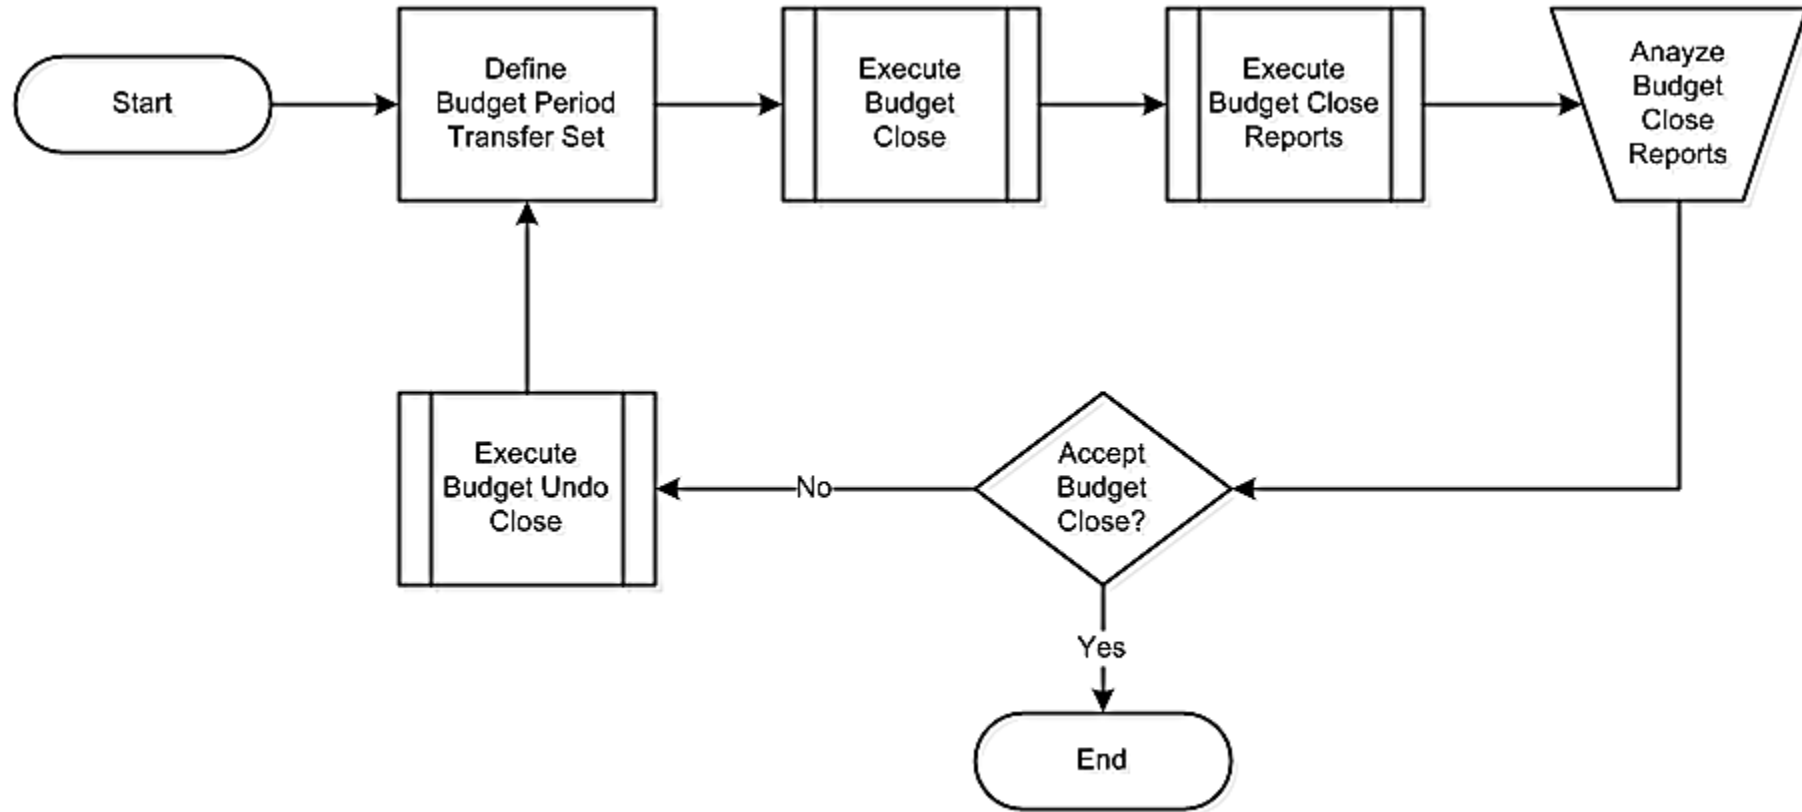 Start
Define
Budget Period
Transfer Set
Execute
Budget
Close
Execute
Budget Close
Reports
Anayze
Budget
Close
Reports
Execute
Budget Undo
Close
No
Accept
Budget
Close?
Yes
End